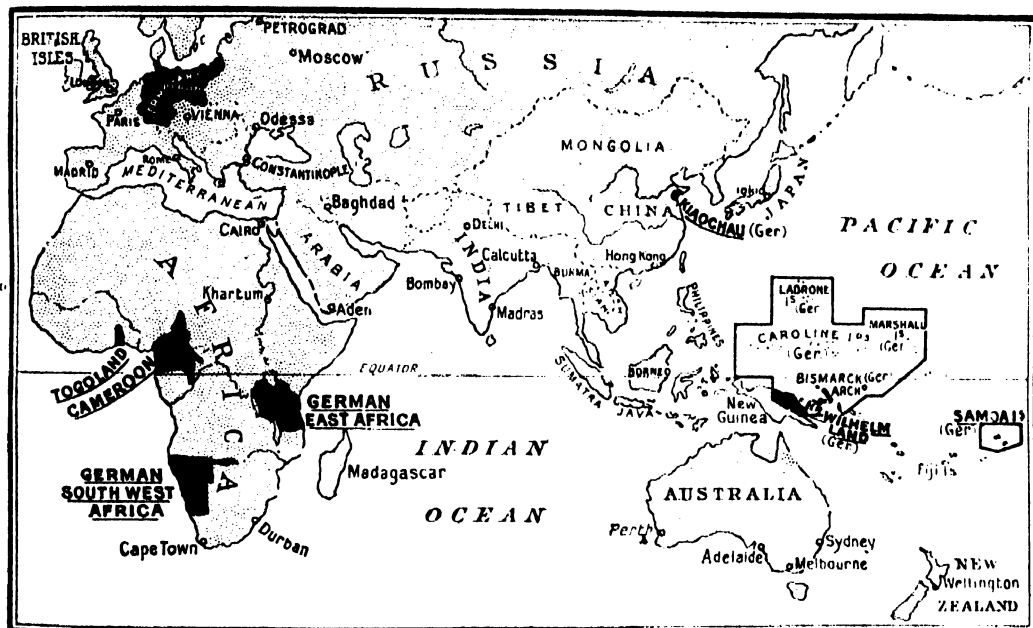 BRITISH
ISLES
PETROGRAD
Moscow
RUSSIA
PARIS
VIENNA
Odessa
MADRID
ROME
CONSTANTINOPLE
MEDITERRANEAN
MONGOLIA
Baghdad
TIBET
CHINA
JAPAN
KIAOCHAU (Ger)
Cairo
DELHI
ARABIA
INDIA
Calcutta
Hong Kong
BURMA
PACIFIC
OCEAN
AFRICA
Khartum
Aden
Bombay
Madras
PHILIPPINES
LADRONE
Is
(Ger
CAROLINE Is
(Ger)
MARSHALL
Is
(Ger
TOGOLAND
CAMEROON
EQUATOR
BORNEO
SUMATRA
JAVA
New
Guinea
BISMARCK (Ger)
ARCH
WILHELM
LAND
(Ger)
SAMOA Is
(Ger)
Fiji Is
GERMAN
EAST AFRICA
INDIAN
OCEAN
Madagascar
GERMAN
SOUTH WEST
AFRICA
Cape Town
Durban
AUSTRALIA
Perth
Adelaide
Sydney
Melbourne
NEW
Wellington
ZEALAND